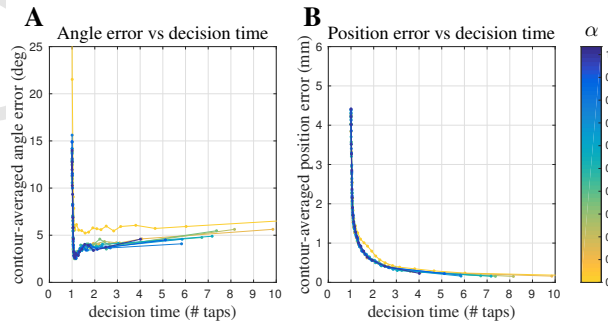 A
Angle error vs decision time
25
20
15
10
5
0
0 1 2 3 4 5 6 7 8 9 10
contour-averaged angle error (deg)
decision time (# taps)
B
Position error vs decision time
6
5
4
3
2
1
0
0 1 2 3 4 5 6 7 8 9 10
contour-averaged position error (mm)
decision time (# taps)
α